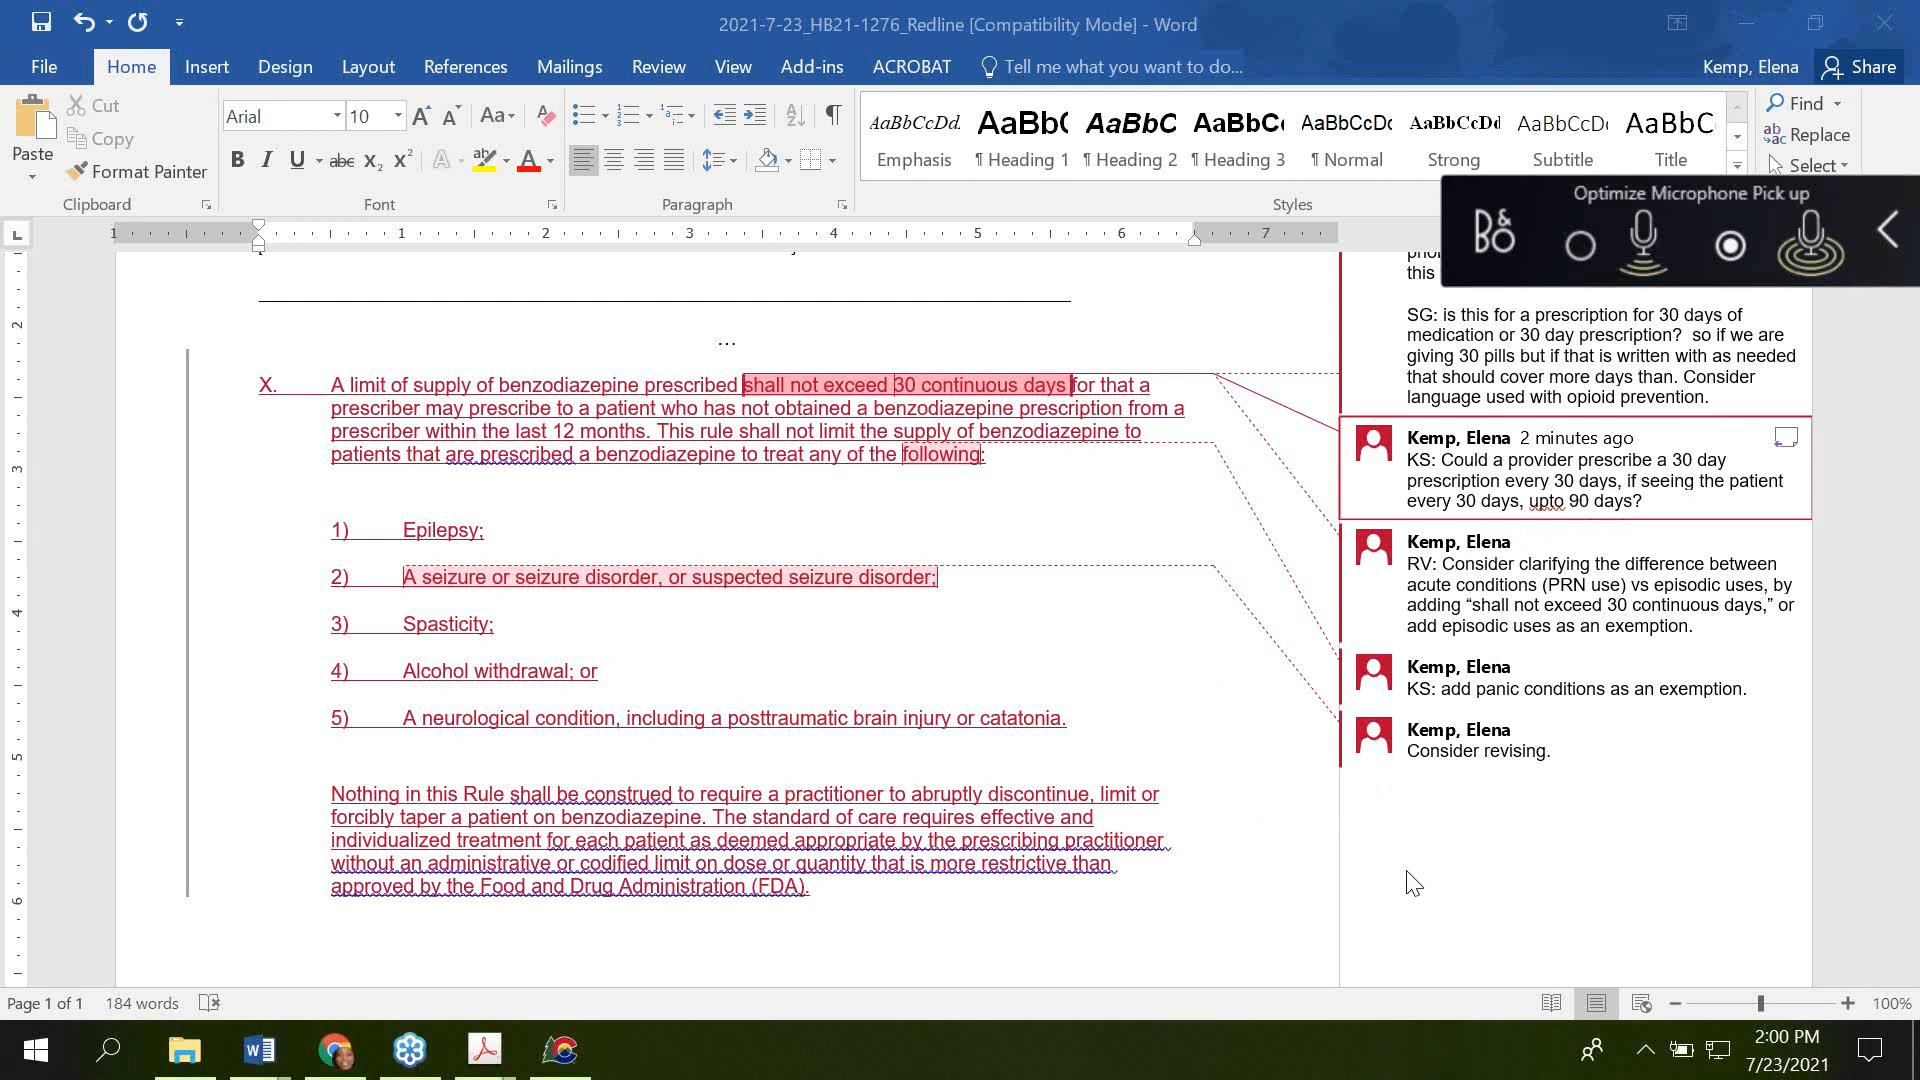 2021-7-23_HB21-1276_Redline [Compatibility Mode] - Word
File Home Insert Design Layout References Mailings Review View Add-ins ACROBAT Tell me what you want to do... Kemp, Elena Share
Paste
Cut
Copy
Format Painter
Arial 10
AaBbCcDd. Emphasis
AaBb( ¶ Heading 1
AaBbC ¶ Heading 2
AaBbC ¶ Heading 3
AaBbCcDc ¶ Normal
AaBbCcDd Strong
AaBbCcD Subtitle
AaBbC Title
Find
Replace
Select
Clipboard Font Paragraph Styles
Optimize Microphone Pick up
B&O
1 1 2 3 4 5 6 7
...
X. A limit of supply of benzodiazepine prescribed shall not exceed 30 continuous days for that a
prescriber may prescribe to a patient who has not obtained a benzodiazepine prescription from a
prescriber within the last 12 months. This rule shall not limit the supply of benzodiazepine to
patients that are prescribed a benzodiazepine to treat any of the following:
1) Epilepsy;
2) A seizure or seizure disorder, or suspected seizure disorder;
3) Spasticity;
4) Alcohol withdrawal; or
5) A neurological condition, including a posttraumatic brain injury or catatonia.
Nothing in this Rule shall be construed to require a practitioner to abruptly discontinue, limit or
forcibly taper a patient on benzodiazepine. The standard of care requires effective and
individualized treatment for each patient as deemed appropriate by the prescribing practitioner
without an administrative or codified limit on dose or quantity that is more restrictive than
approved by the Food and Drug Administration (FDA).
this
SG: is this for a prescription for 30 days of
medication or 30 day prescription? so if we are
giving 30 pills but if that is written with as needed
that should cover more days than. Consider
language used with opioid prevention.
Kemp, Elena 2 minutes ago
KS: Could a provider prescribe a 30 day
prescription every 30 days, if seeing the patient
every 30 days, upto 90 days?
Kemp, Elena
RV: Consider clarifying the difference between
acute conditions (PRN use) vs episodic uses, by
adding “shall not exceed 30 continuous days,” or
add episodic uses as an exemption.
Kemp, Elena
KS: add panic conditions as an exemption.
Kemp, Elena
Consider revising.
2
3
4
5
6
Page 1 of 1 184 words 100%
2:00 PM
7/23/2021